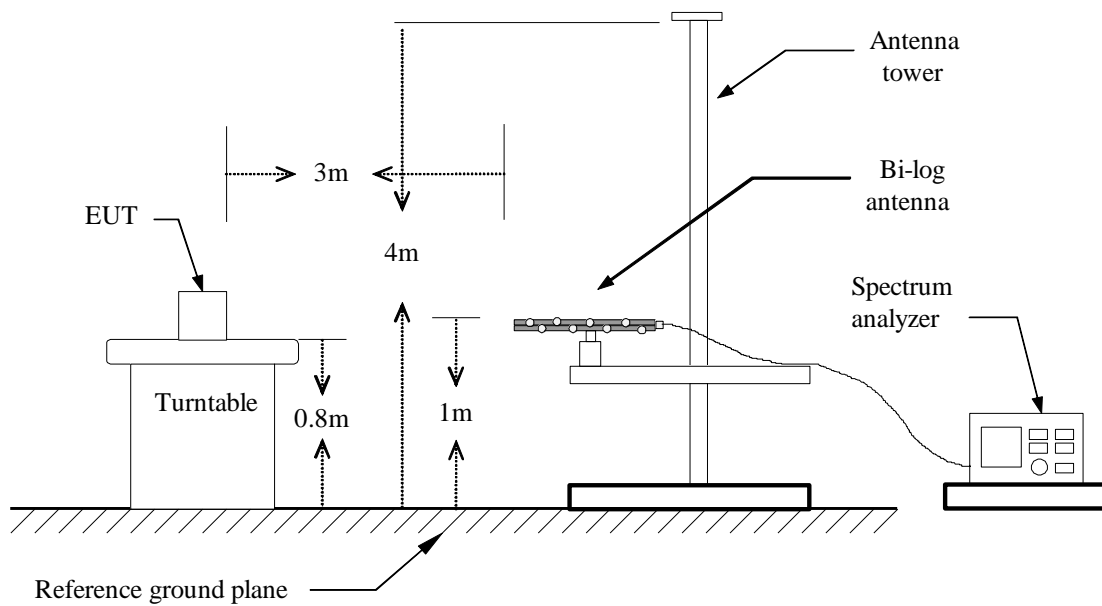 Antenna
tower
3m
Bi-log
antenna
EUT
4m
Spectrum
analyzer
Turntable
0.8m
1m
Reference ground plane